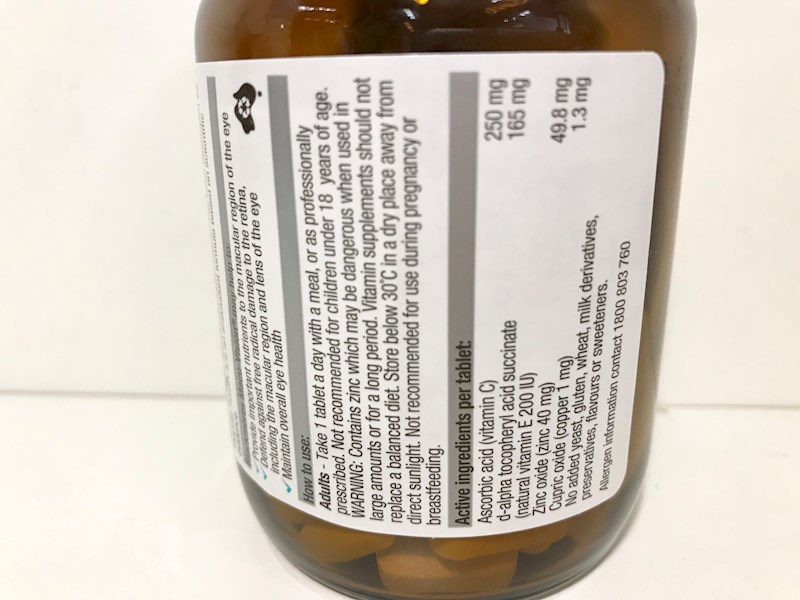 Provide important nutrients to the macular region of the eye
Defend against free radical damage to the retina,
including the macular region and lens of the eye
Maintain overall eye health
How to use:
Adults - Take 1 tablet a day with a meal, or as professionally
prescribed. Not recommended for children under 18 years of age.
WARNING: Contains zinc which may be dangerous when used in
large amounts or for a long period. Vitamin supplements should not
replace a balanced diet. Store below 30°C in a dry place away from
direct sunlight. Not recommended for use during pregnancy or
breastfeeding.
Active ingredients per tablet:
Ascorbic acid (vitamin C) 250 mg
d-alpha tocopheryl acid succinate 165 mg
(natural vitamin E 200 IU)
Zinc oxide (zinc 40 mg) 49.8 mg
Cupric oxide (copper 1 mg) 1.3 mg
No added yeast, gluten, wheat, milk derivatives,
preservatives, flavours or sweeteners.
Allergen information contact 1800 803 760